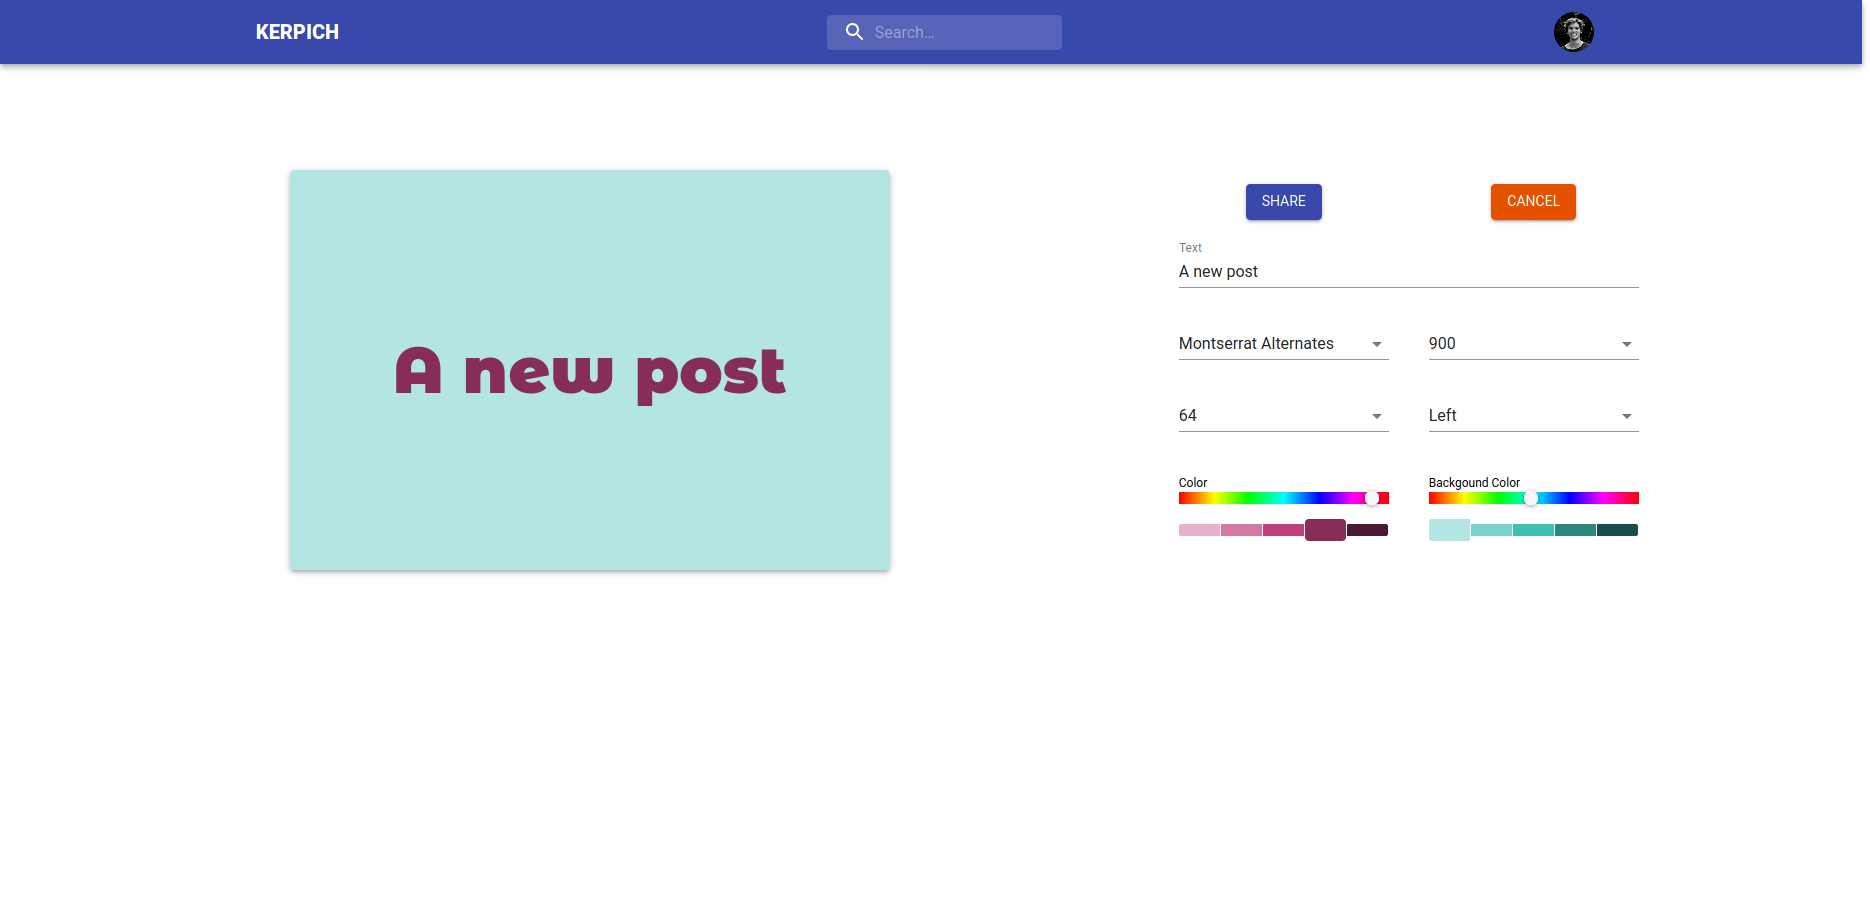 KERPICH
Search...
A new post
SHARE
CANCEL
Text
A new post
Montserrat Alternates
900
64
Left
Color
Backgound Color